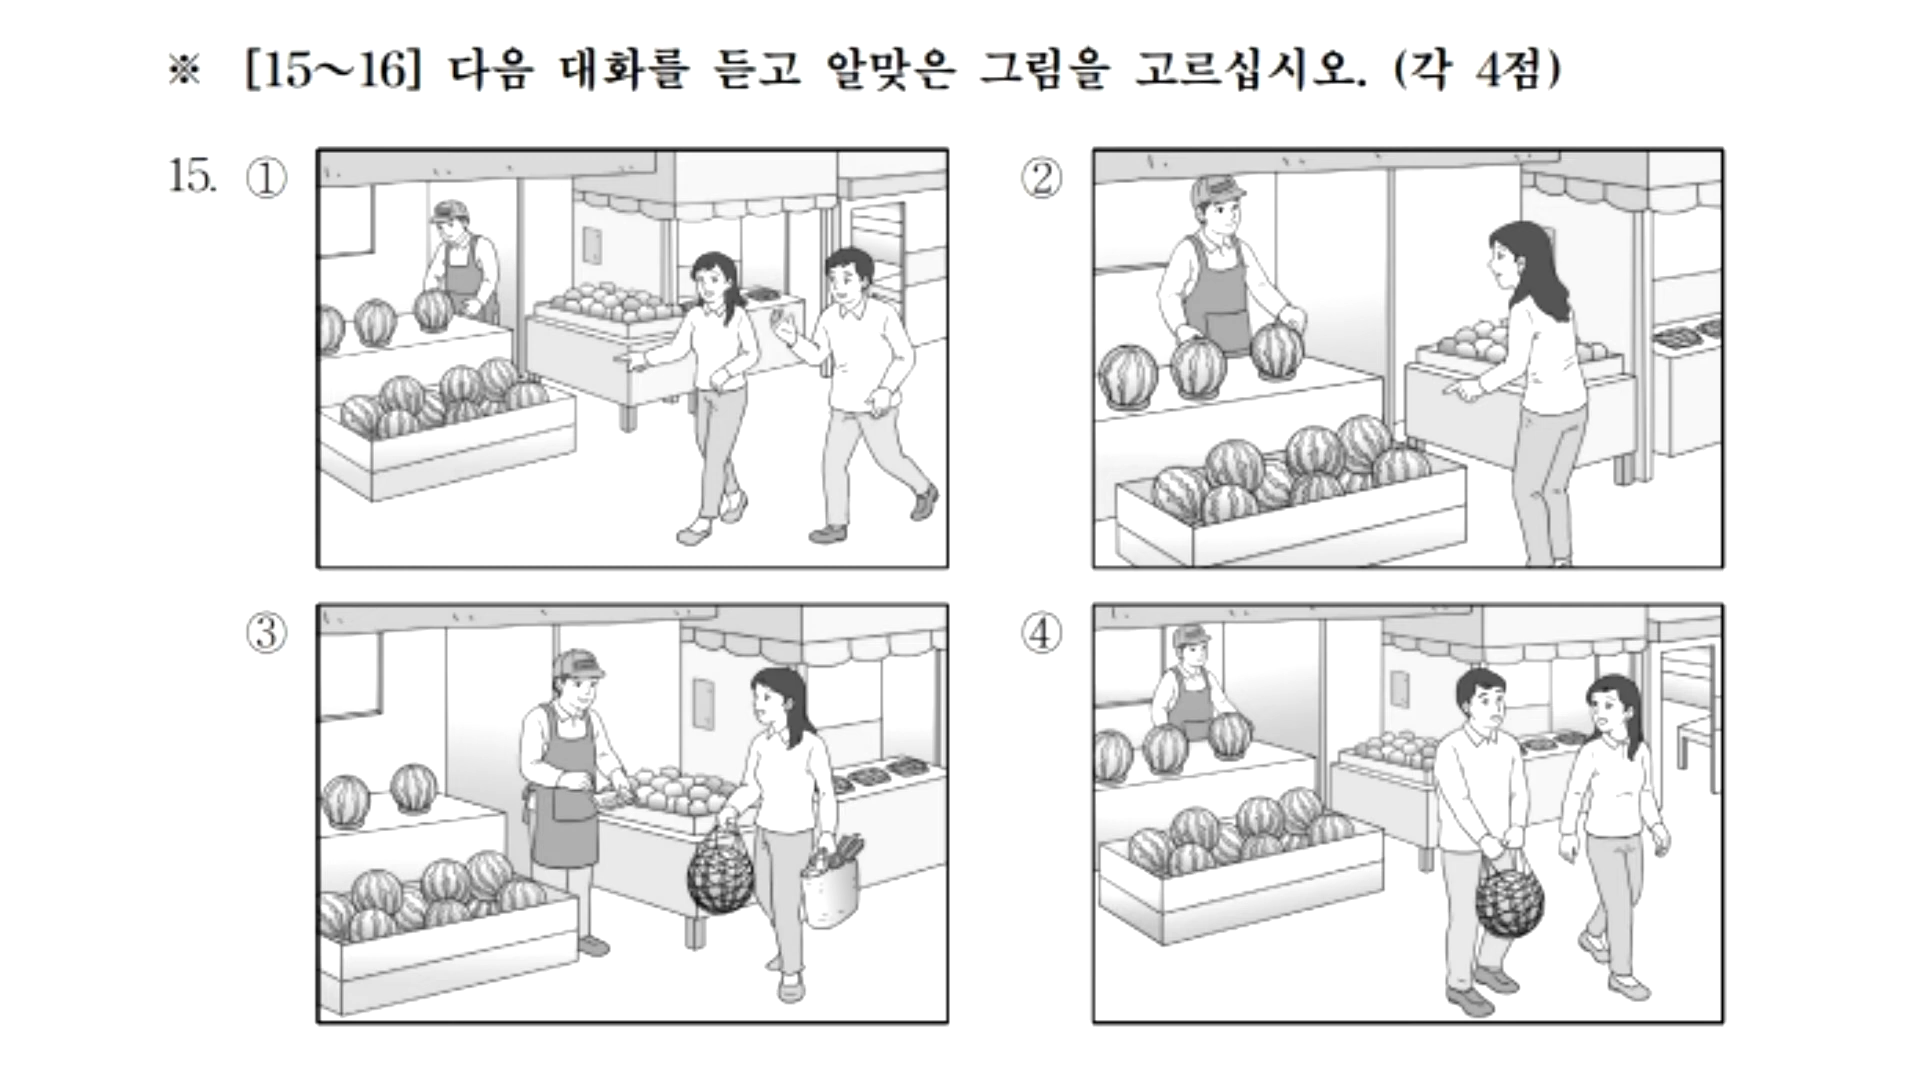 ※ [15～16] 다음 대화를 듣고 알맞은 그림을 고르십시오. (각 4점)
15. ① ②
③ ④